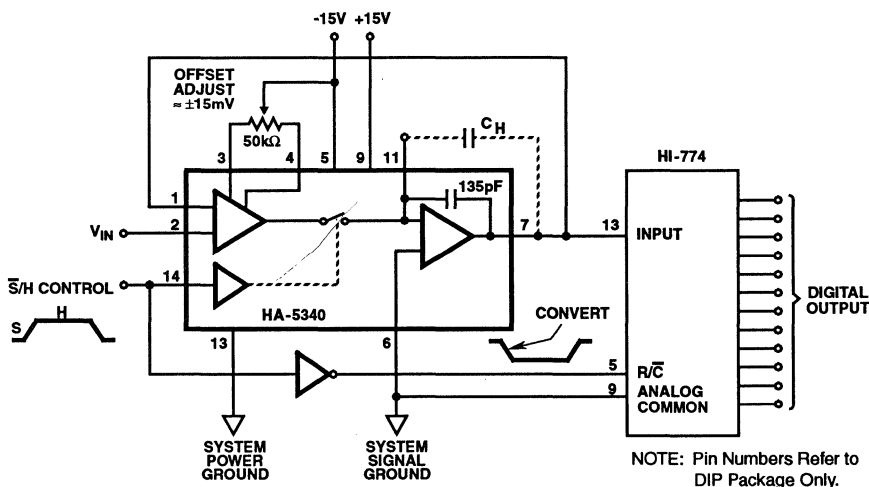 -15V +15V
OFFSET
ADJUST
≈ ±15mV
50kΩ
3
4
5
9
11
C_H
135pF
HI-774
1
2
V_IN
7
13
INPUT
14
S̅/H CONTROL
S
H
HA-5340
13
6
CONVERT
DIGITAL
OUTPUT
5
R/C̅
9
ANALOG
COMMON
SYSTEM
POWER
GROUND
SYSTEM
SIGNAL
GROUND
NOTE: Pin Numbers Refer to
DIP Package Only.